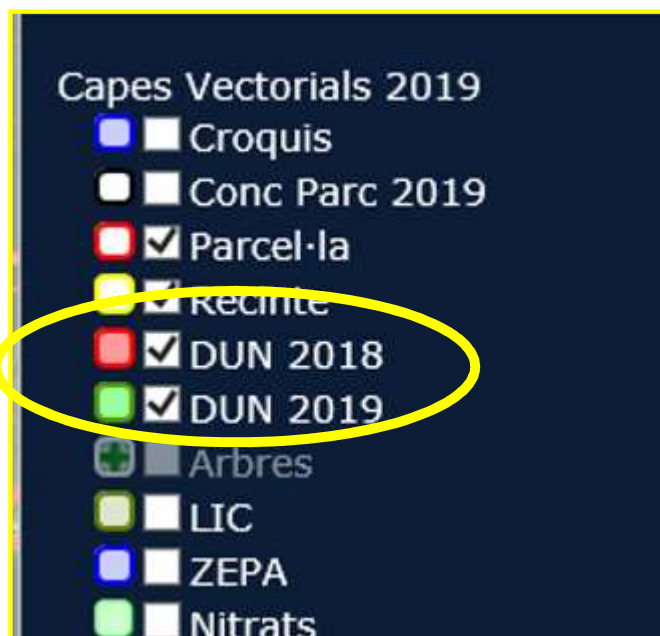 Capes Vectorials 2019
Croquis
Conc Parc 2019
Parcel·la
Recinte
DUN 2018
DUN 2019
Arbres
LIC
ZEPA
Nitrats